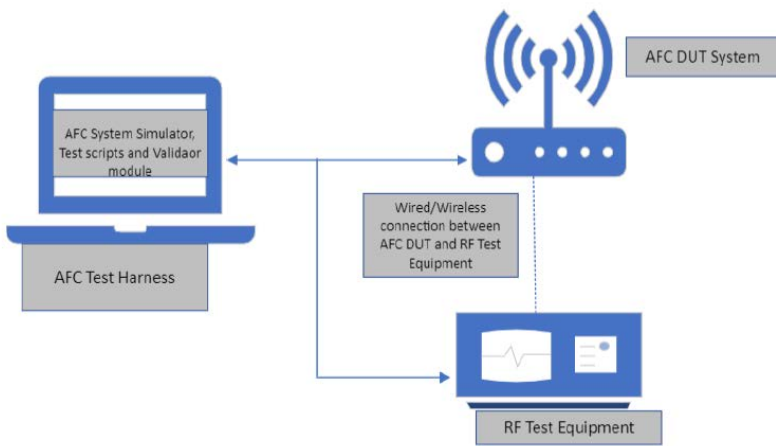 AFC DUT System
AFC System Simulator,
Test scripts and Validaor
module
Wired/Wireless
connection between
AFC DUT and RF Test
Equipment
AFC Test Harness
RF Test Equipment